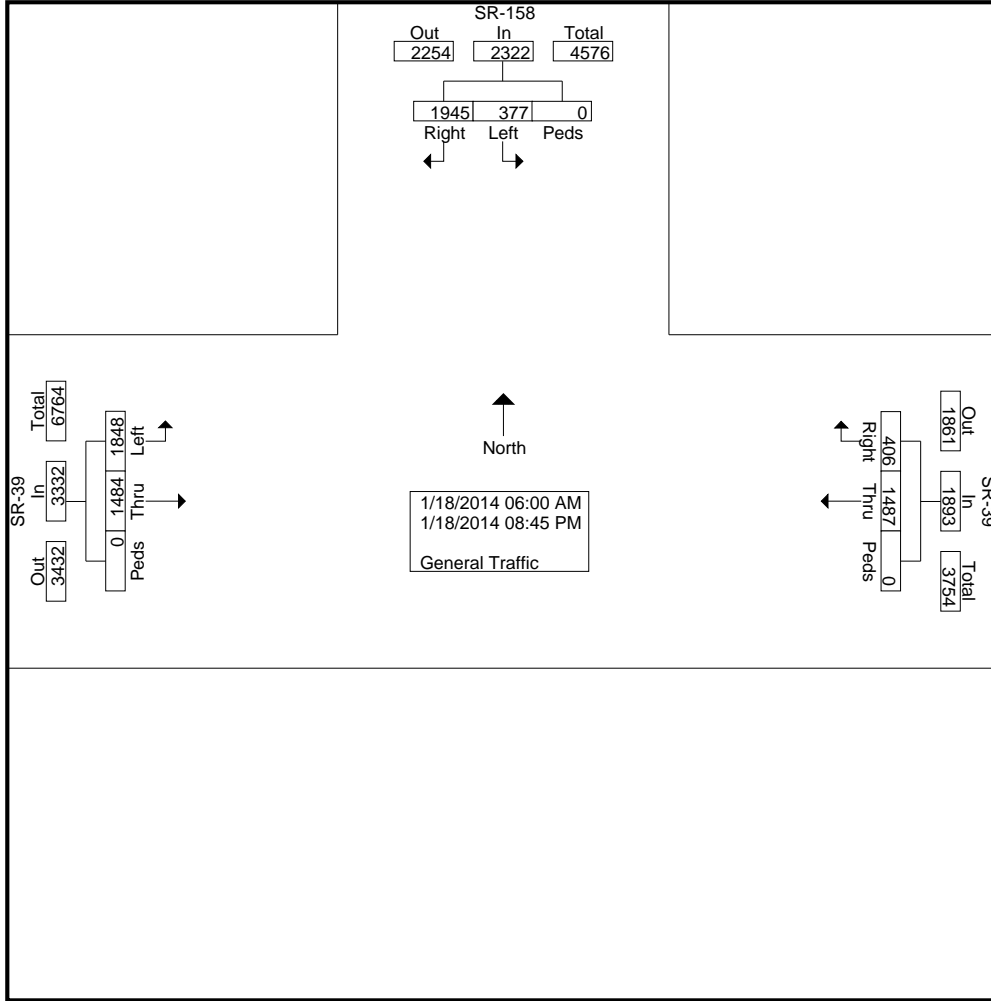 SR-158
Out In Total
2254 2322 4576
1945 377 0
Right Left Peds
SR-39
Total In Out
6764 3332 3432
1848 1484 0
Left Thru Peds
North
1/18/2014 06:00 AM
1/18/2014 08:45 PM
General Traffic
SR-39
Out In Total
1861 1893 3754
406 1487 0
Right Thru Peds